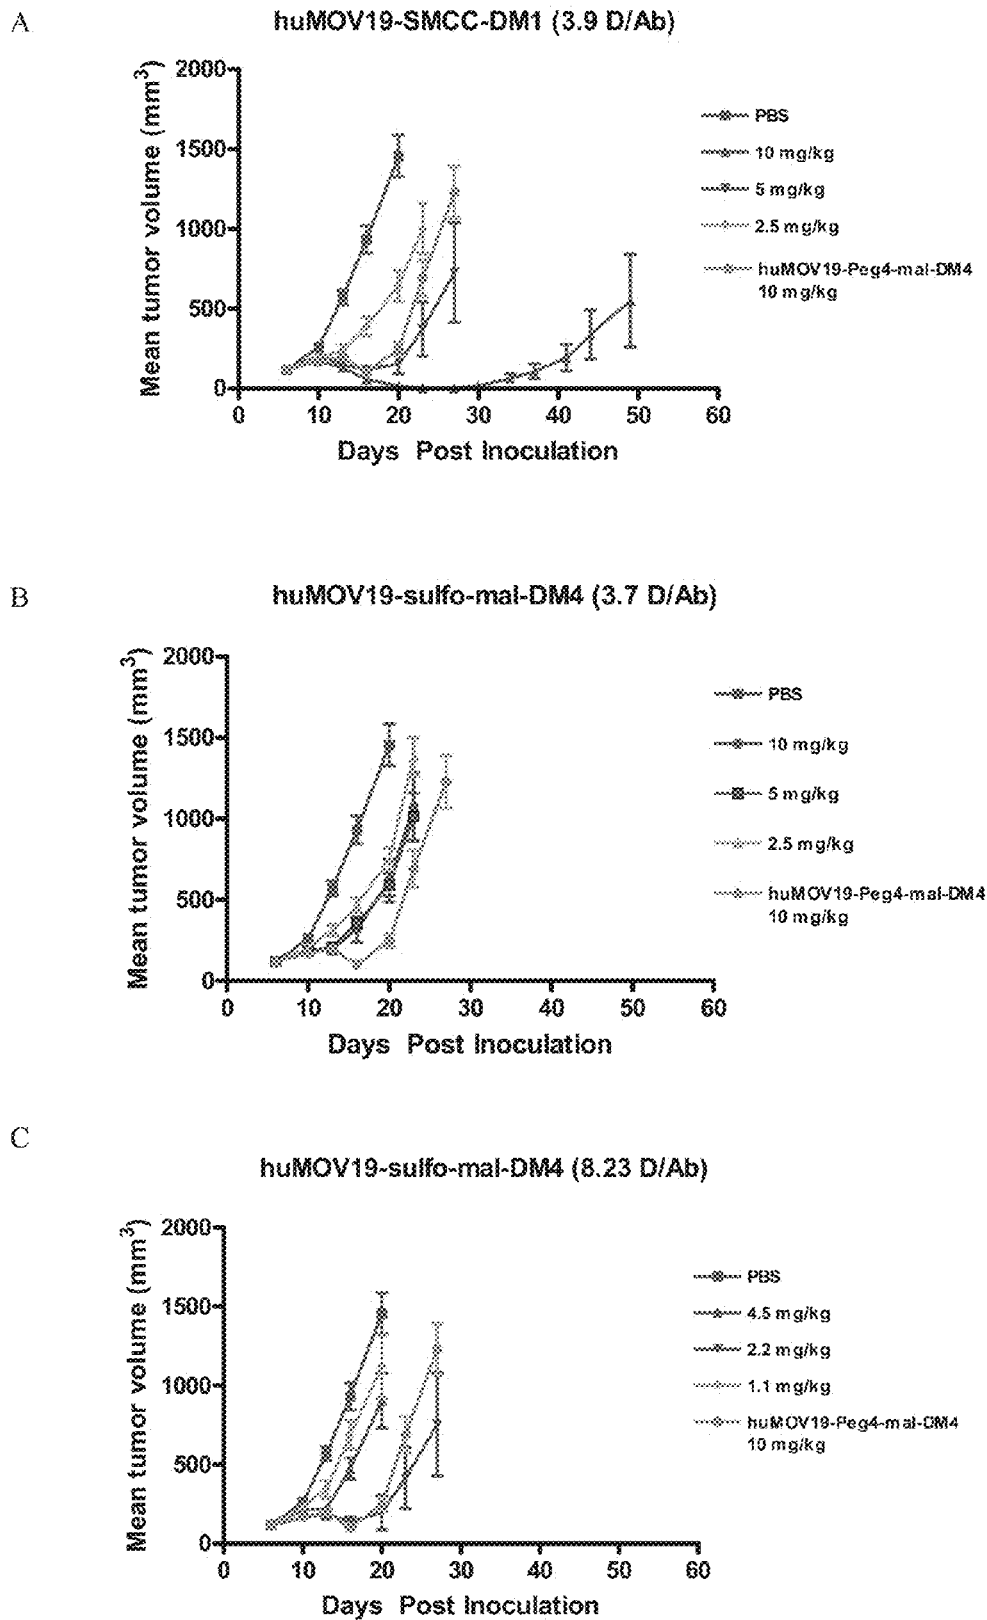 A
huMOV19-SMCC-DM1 (3.9 D/Ab)
Mean tumor volume (mm3)
2000
1500
1000
500
0
0 10 20 30 40 50 60
Days Post Inoculation
PBS
10 mg/kg
5 mg/kg
2.5 mg/kg
huMOV19-Peg4-mal-DM4
10 mg/kg
B
huMOV19-sulfo-mal-DM4 (3.7 D/Ab)
Mean tumor volume (mm3)
2000
1500
1000
500
0
0 10 20 30 40 50 60
Days Post Inoculation
PBS
10 mg/kg
5 mg/kg
2.5 mg/kg
huMOV19-Peg4-mal-DM4
10 mg/kg
C
huMOV19-sulfo-mal-DM4 (8.23 D/Ab)
Mean tumor volume (mm3)
2000
1500
1000
500
0
0 10 20 30 40 50 60
Days Post Inoculation
PBS
4.5 mg/kg
2.2 mg/kg
1.1 mg/kg
huMOV19-Peg4-mal-DM4
10 mg/kg